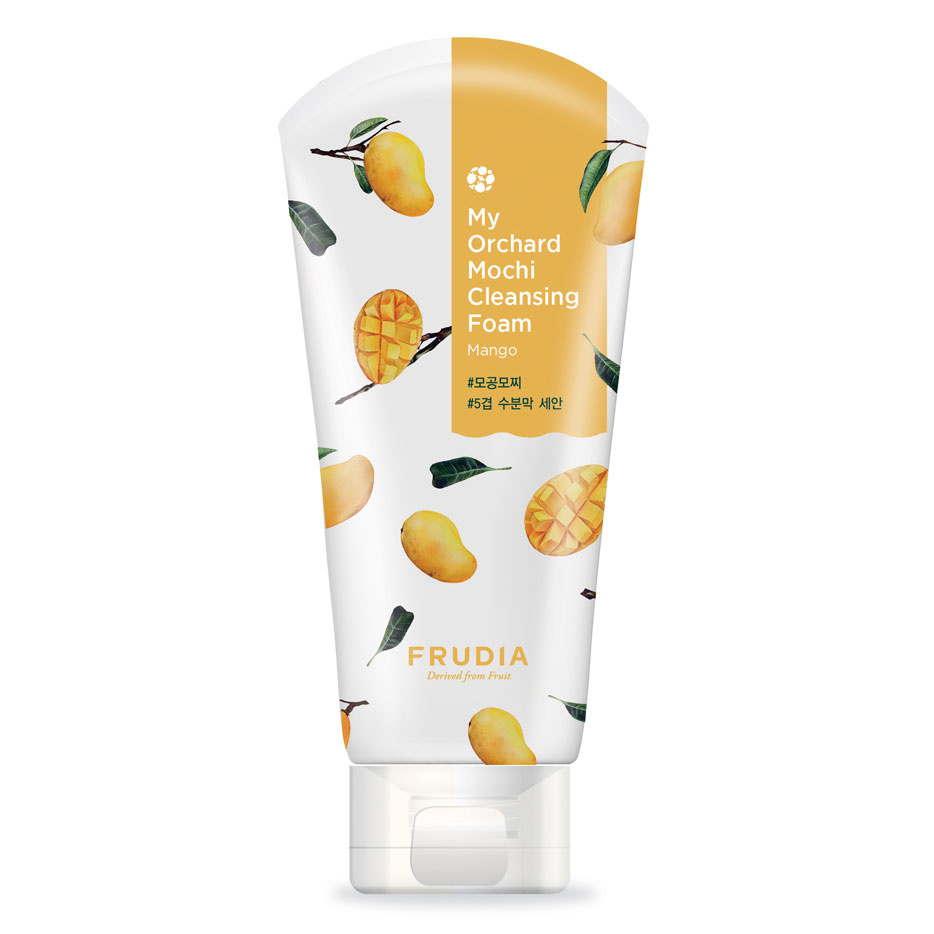 My
Orchard
Mochi
Cleansing
Foam
Mango
#모공모찌
#5겹 수분막 세안
FRUDIA
Derived from Fruit